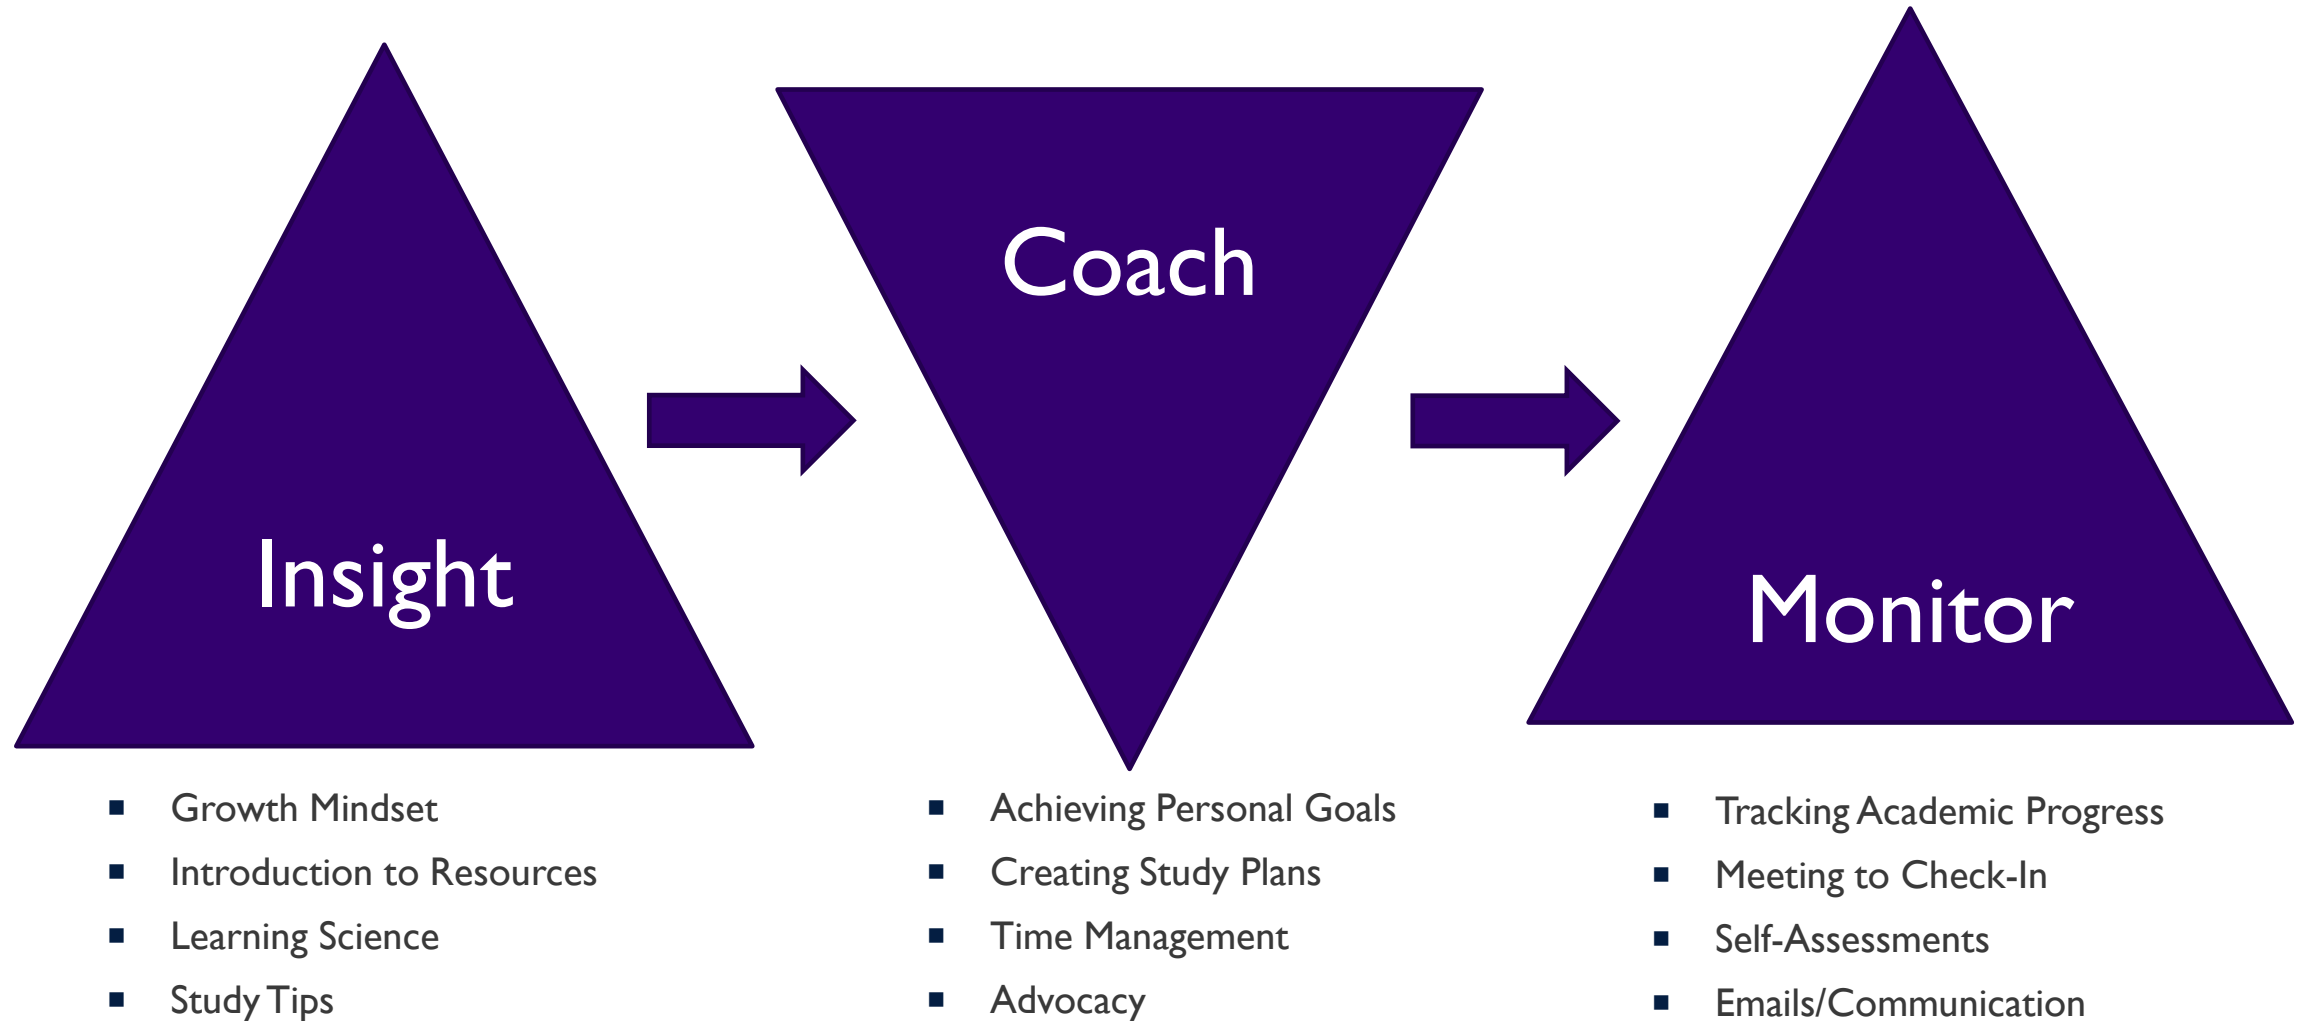 Insight
Coach
Monitor
Growth Mindset
Introduction to Resources
Learning Science
Study Tips
Achieving Personal Goals
Creating Study Plans
Time Management
Advocacy
Tracking Academic Progress
Meeting to Check-In
Self-Assessments
Emails/Communication